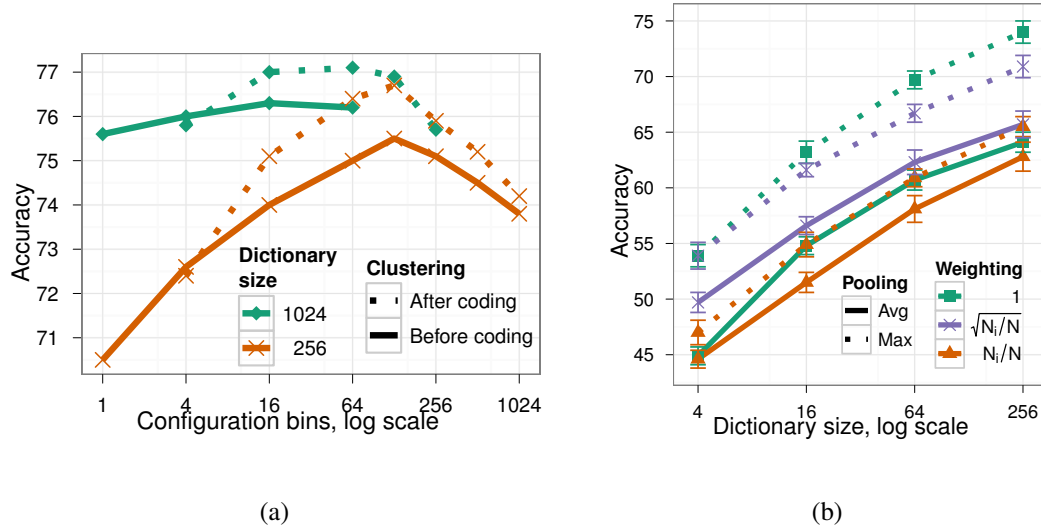 77
76
75
74
73
72
71
Accuracy
Dictionary
size
1024
256
Clustering
After coding
Before coding
1
4
16
64
256
1024
Configuration bins, log scale
(a)
75
70
65
60
55
50
45
Accuracy
Pooling
Avg
Max
Weighting
1
√Nᵢ/N
Nᵢ/N
4
16
64
256
Dictionary size, log scale
(b)